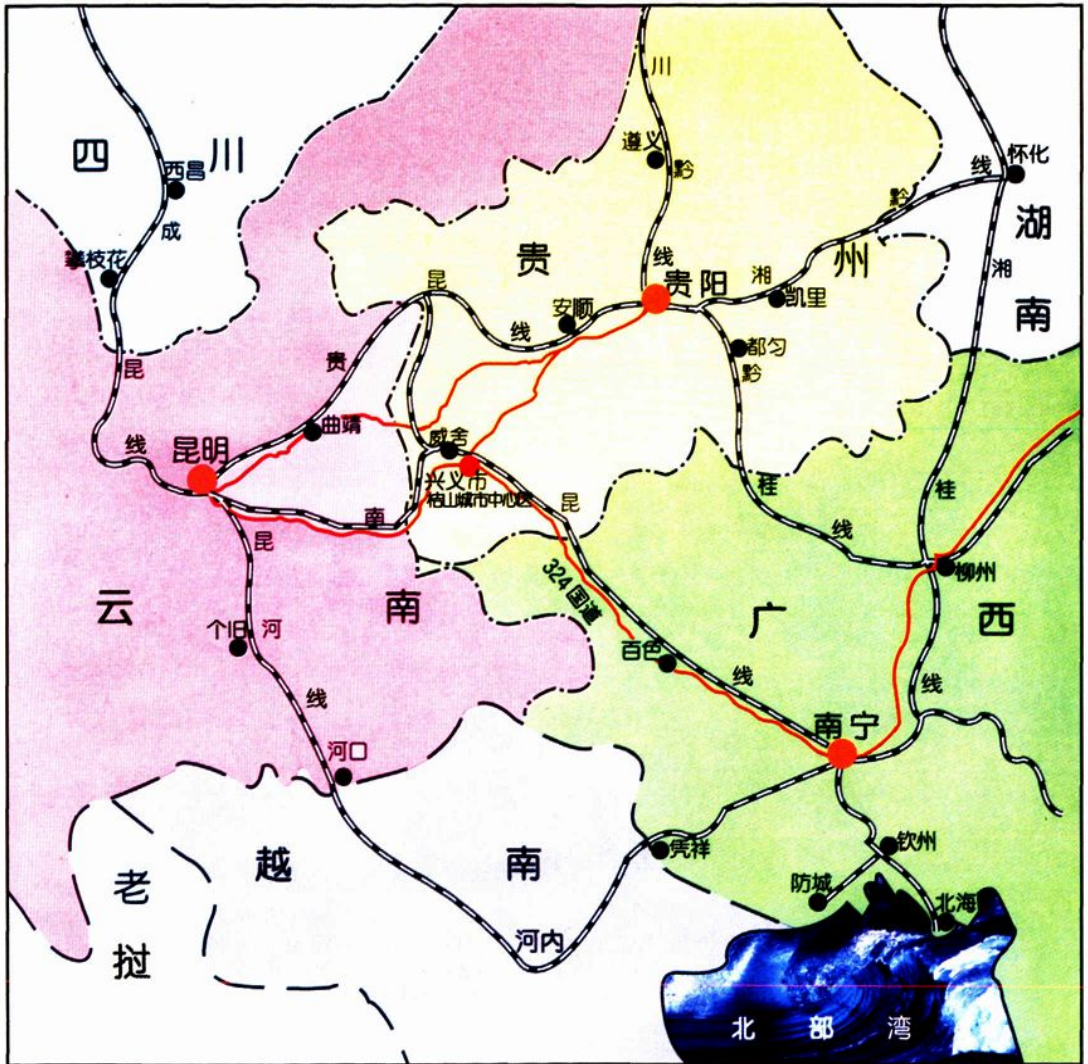 四川
西昌
成
攀枝花
昆
线
昆明
贵州
川
遵义
黔
线
贵阳
湘
黔
线
怀化
湖南
湘
凯里
都匀
黔
安顺
昆
线
贵
曲靖
威舍
兴义市
桔山城市中心区
昆
南
昆
桂
线
桂
柳州
云南
个旧
河
线
324国道
广西
百色
线
线
南宁
河口
老挝
越南
河内
凭祥
钦州
防城
北海
北部湾